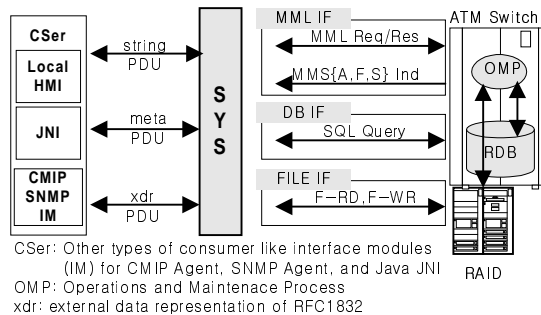 CSer
Local
HMI
JNI
CMIP
SNMP
IM
string
PDU
meta
PDU
xdr
PDU
S
Y
S
MML IF
MML Req/Res
MMS{A,F,S} Ind
DB IF
SQL Query
FILE IF
F-RD,F-WR
ATM Switch
OMP
RDB
RAID
CSer: Other types of consumer like interface modules
(IM) for CMIP Agent, SNMP Agent, and Java JNI
OMP: Operations and Maintenace Process
xdr: external data representation of RFC1832